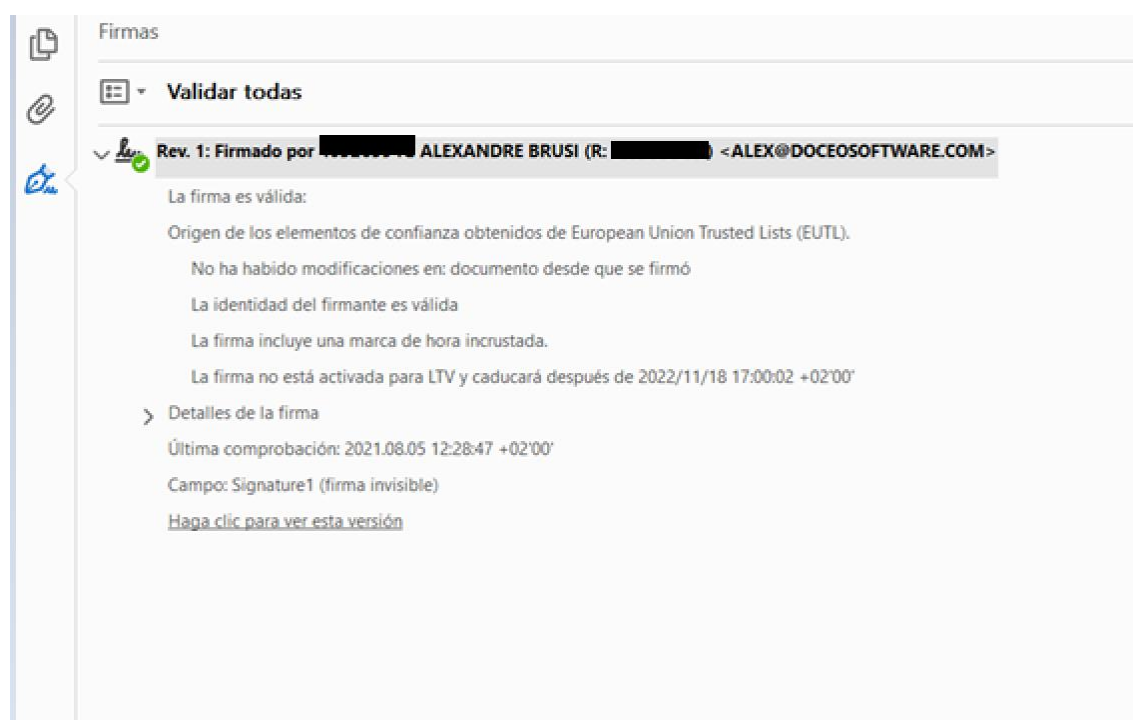 Firmas
Validar todas
Rev. 1: Firmado por ALEXANDRE BRUSI (R: ) <ALEX@DOCEOSOFTWARE.COM>
La firma es válida:
Origen de los elementos de confianza obtenidos de European Union Trusted Lists (EUTL).
No ha habido modificaciones en: documento desde que se firmó
La identidad del firmante es válida
La firma incluye una marca de hora incrustada.
La firma no está activada para LTV y caducará después de 2022/11/18 17:00:02 +02'00'
Detalles de la firma
Última comprobación: 2021.08.05 12:28:47 +02'00'
Campo: Signature1 (firma invisible)
Haga clic para ver esta versión